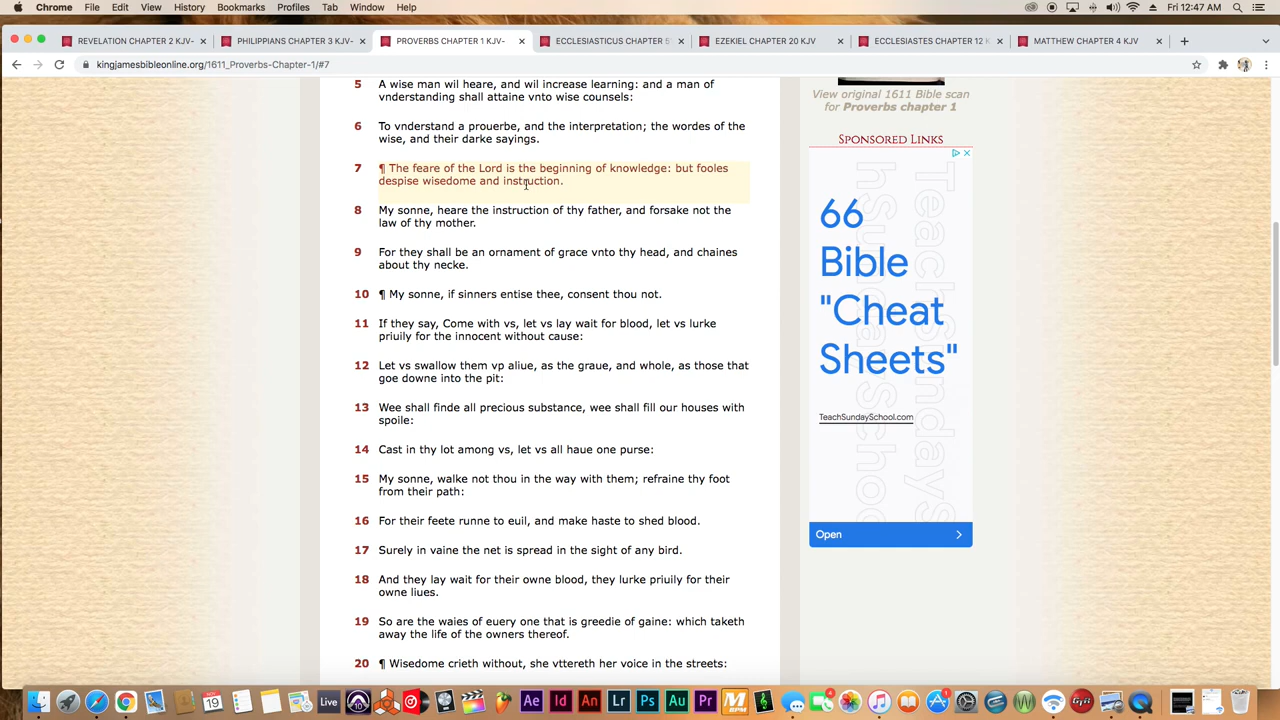 Chrome File Edit View History Bookmarks Profiles Tab Window Help Fri 12:47 AM
REVELATION CHAPTER 2 KJV-
PHILIPPIANS CHAPTER 3 KJV-
PROVERBS CHAPTER 1 KJV-
ECCLESIASTICUS CHAPTER 5
EZEKIEL CHAPTER 20 KJV
ECCLESIASTES CHAPTER 12 K
MATTHEW CHAPTER 4 KJV
kingjamesbibleonline.org/1611_Proverbs-Chapter-1/#7
5 A wise man wil heare, and wil increase learning: and a man of
vnderstanding shall attaine vnto wise counsels:
6 To vnderstand a prouerbe, and the interpretation; the wordes of the
wise, and their darke sayings.
7 ¶ The feare of the Lord is the beginning of knowledge: but fooles
despise wisedome and instruction.
8 My sonne, heare the instruction of thy father, and forsake not the
law of thy mother.
9 For they shall be an ornament of grace vnto thy head, and chaines
about thy necke.
10 ¶ My sonne, if sinners entise thee, consent thou not.
11 If they say, Come with vs, let vs lay wait for blood, let vs lurke
priuily for the innocent without cause:
12 Let vs swallow them vp aliue, as the graue, and whole, as those that
goe downe into the pit:
13 Wee shall finde all precious substance, wee shall fill our houses with
spoile:
14 Cast in thy lot among vs, let vs all haue one purse:
15 My sonne, walke not thou in the way with them; refraine thy foot
from their path:
16 For their feete runne to euil, and make haste to shed blood.
17 Surely in vaine the net is spread in the sight of any bird.
18 And they lay wait for their owne blood, they lurke priuily for their
owne liues.
19 So are the waies of euery one that is greedie of gaine: which taketh
away the life of the owners thereof.
20 ¶ Wisedome crieth without, she vttereth her voice in the streets:
View original 1611 Bible scan
for Proverbs chapter 1
SPONSORED LINKS
66
Bible
"Cheat
Sheets"
TeachSundaySchool.com
Open
NOV
19
Live
10
Ae
Id
An
Lr
Ps
Au
Pr
4
1